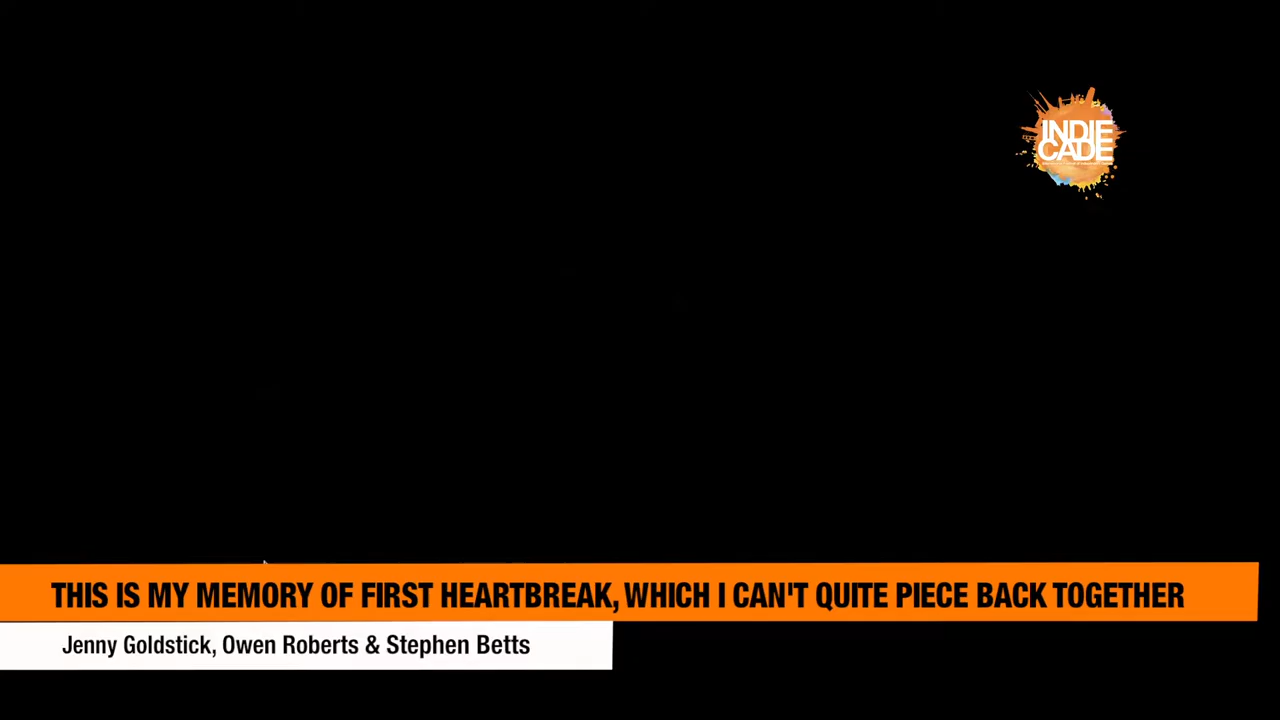 INDIE
CADE
THIS IS MY MEMORY OF FIRST HEARTBREAK, WHICH I CAN'T QUITE PIECE BACK TOGETHER
Jenny Goldstick, Owen Roberts & Stephen Betts